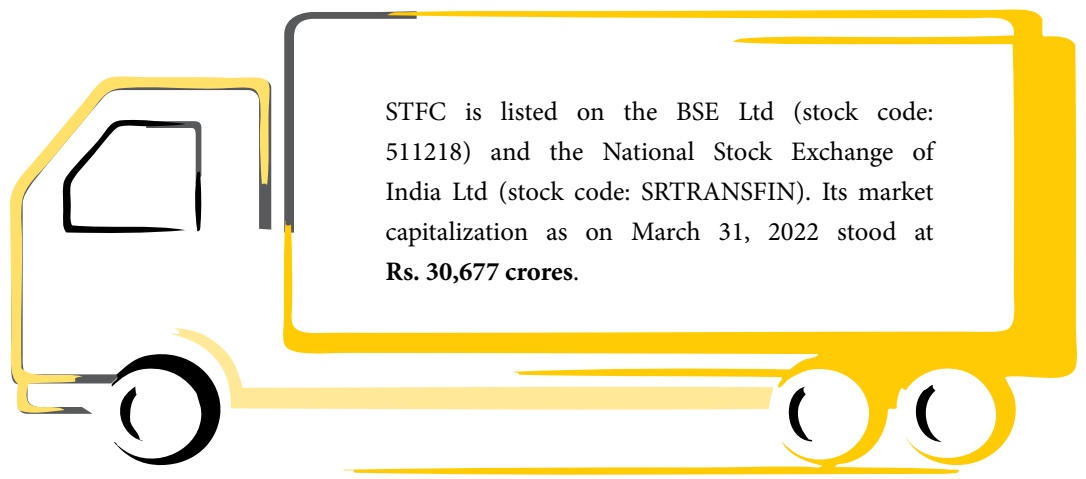 STFC is listed on the BSE Ltd (stock code:
511218) and the National Stock Exchange of
India Ltd (stock code: SRTRANSFIN). Its market
capitalization as on March 31, 2022 stood at
Rs. 30,677 crores.